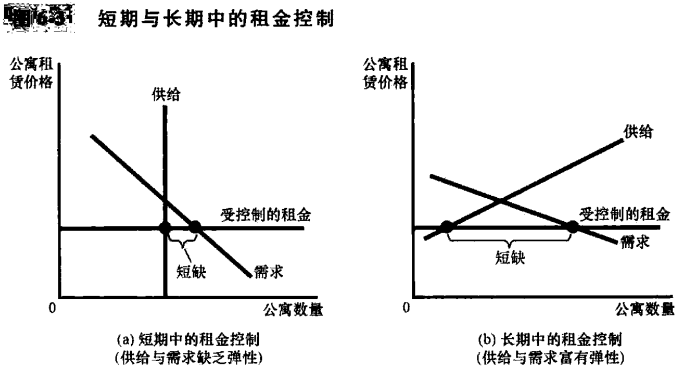 图6-3 短期与长期中的租金控制
公寓租
赁价格
供给
受控制的租金
短缺
需求
0
公寓数量
(a) 短期中的租金控制
(供给与需求缺乏弹性)
公寓租
赁价格
供给
受控制的租金
短缺
需求
0
公寓数量
(b) 长期中的租金控制
(供给与需求富有弹性)